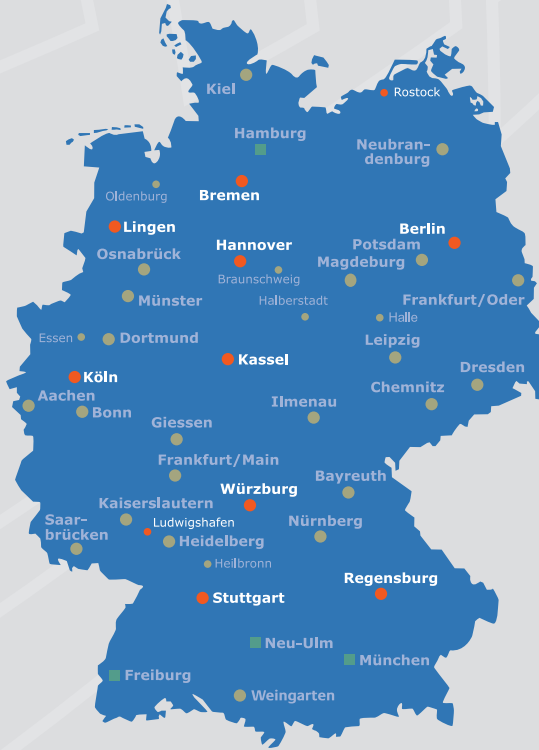 Kiel
Rostock
Hamburg
Neubran-
denburg
Oldenburg
Bremen
Lingen
Berlin
Osnabrück
Hannover
Potsdam
Braunschweig
Magdeburg
Münster
Halberstadt
Frankfurt/Oder
Essen
Dortmund
Halle
Leipzig
Kassel
Dresden
Köln
Aachen
Bonn
Ilmenau
Chemnitz
Giessen
Frankfurt/Main
Bayreuth
Würzburg
Kaiserslautern
Saar-
brücken
Ludwigshafen
Heidelberg
Nürnberg
Heilbronn
Regensburg
Stuttgart
Neu-Ulm
München
Freiburg
Weingarten